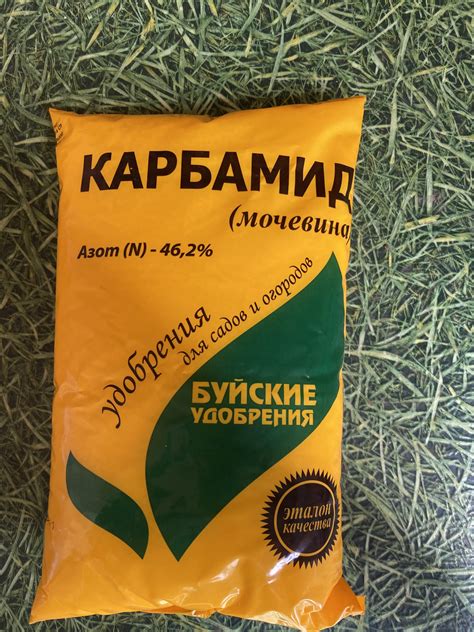 КАРБАМИД
(мочевина)
Азот (N) - 46,2%
удобрения
для садов и огородов
БУЙСКИЕ
УДОБРЕНИЯ
эталон
качества